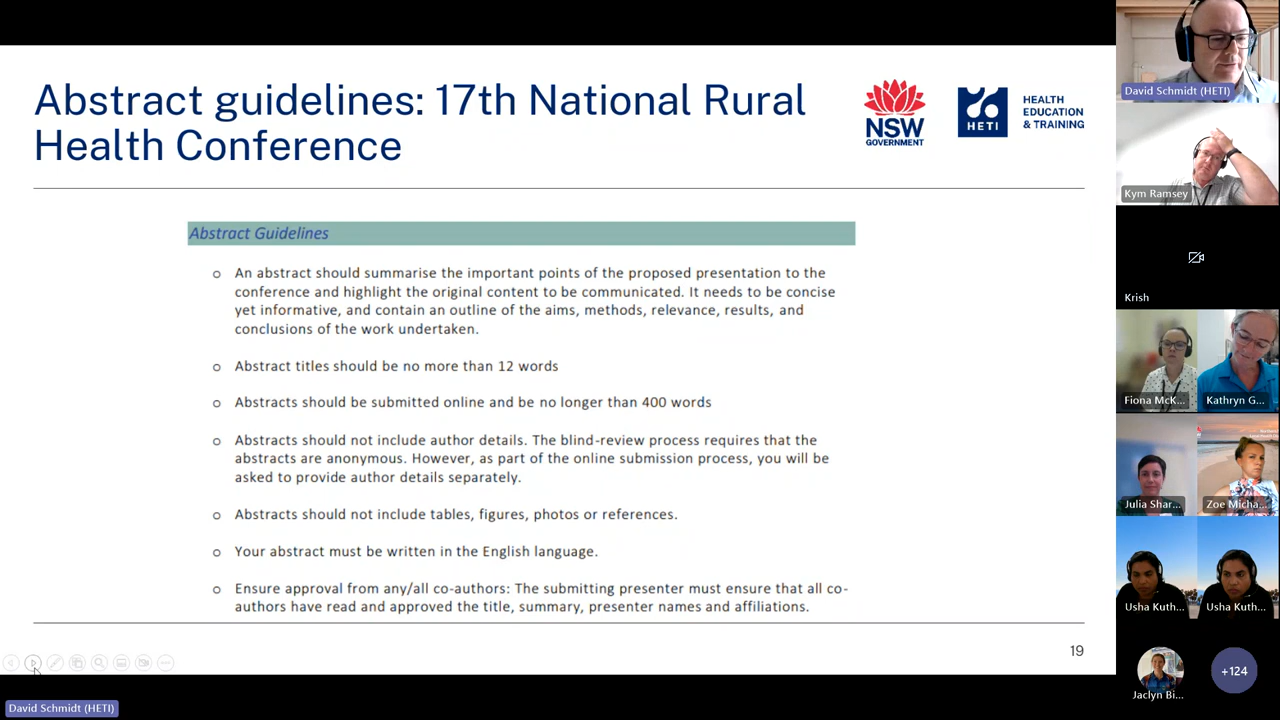 Abstract guidelines: 17th National Rural
Health Conference
NSW
GOVERNMENT
HETI
HEALTH
EDUCATION
& TRAINING
Abstract Guidelines
o An abstract should summarise the important points of the proposed presentation to the
conference and highlight the original content to be communicated. It needs to be concise
yet informative, and contain an outline of the aims, methods, relevance, results, and
conclusions of the work undertaken.
o Abstract titles should be no more than 12 words
o Abstracts should be submitted online and be no longer than 400 words
o Abstracts should not include author details. The blind-review process requires that the
abstracts are anonymous. However, as part of the online submission process, you will be
asked to provide author details separately.
o Abstracts should not include tables, figures, photos or references.
o Your abstract must be written in the English language.
o Ensure approval from any/all co-authors: The submitting presenter must ensure that all co-
authors have read and approved the title, summary, presenter names and affiliations.
19
David Schmidt (HETI)
David Schmidt (HETI)
Kym Ramsey
Krish
Fiona McK...
Kathryn G...
Julia Shar...
Zoe Micha...
Usha Kuth...
Usha Kuth...
Jaclyn Bi...
+124